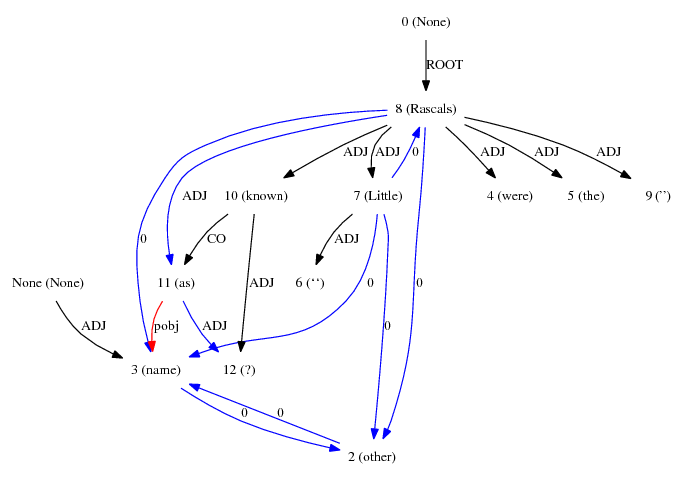 0 (None)
ROOT
8 (Rascals)
ADJ ADJ 0 ADJ ADJ ADJ
ADJ 10 (known) 7 (Little) 4 (were) 5 (the) 9 (’’)
0 CO ADJ
None (None) 11 (as) ADJ 6 (‘‘) 0 0
ADJ pobj ADJ 0
3 (name) 12 (?)
0 0
2 (other)